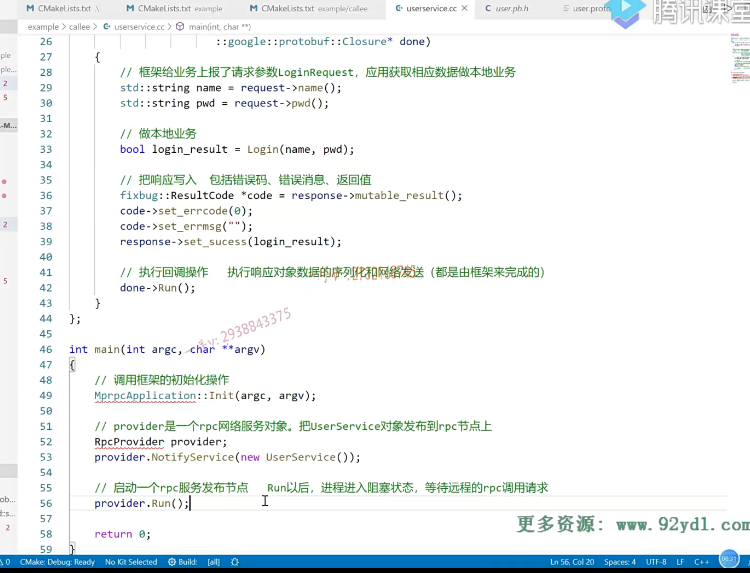 CMakeLists.txt \ CMakeLists.txt example CMakeLists.txt example/callee userservice.cc user.pb.h
腾讯课堂
example > callee > userservice.cc > main(int, char **)
26 ::google::protobuf::Closure* done)
27 {
28 // 框架给业务上报了请求参数LoginRequest，应用获取相应数据做本地业务
29 std::string name = request->name();
30 std::string pwd = request->pwd();
31
32 // 做本地业务
33 bool login_result = Login(name, pwd);
34
35 // 把响应写入 包括错误码、错误消息、返回值
36 fixbug::ResultCode *code = response->mutable_result();
37 code->set_errcode(0);
38 code->set_errmsg("");
39 response->set_sucess(login_result);
40
41 // 执行回调操作 执行响应对象数据的序列化和网络发送（都是由框架来完成的）
42 done->Run();
43 }
44 };
45
46 int main(int argc, char **argv)
47 {
48 // 调用框架的初始化操作
49 MprpcApplication::Init(argc, argv);
50
51 // provider是一个rpc网络服务对象。把UserService对象发布到rpc节点上
52 RpcProvider provider;
53 provider.NotifyService(new UserService());
54
55 // 启动一个rpc服务发布节点 Run以后，进程进入阻塞状态，等待远程的rpc调用请求
56 provider.Run();
57
58 return 0;
59 }
v: 2938843375
更多资源: www.92ydl.com
CMake: Debug: Ready No Kit Selected Build: [all] Ln 56, Col 20 Spaces: 4 UTF-8 LF C++